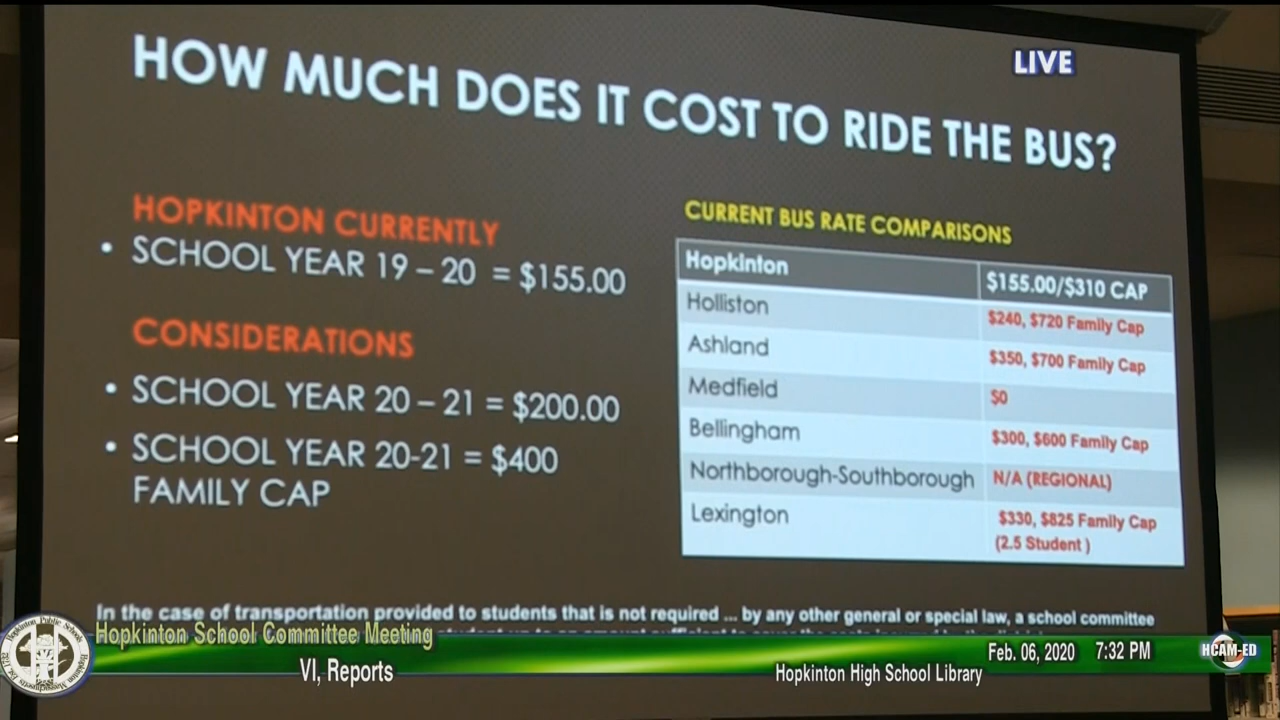 HOW MUCH DOES IT COST TO RIDE THE BUS?
LIVE
HOPKINTON CURRENTLY
• SCHOOL YEAR 19 – 20 = $155.00
CONSIDERATIONS
• SCHOOL YEAR 20 – 21 = $200.00
• SCHOOL YEAR 20-21 = $400
FAMILY CAP
CURRENT BUS RATE COMPARISONS
Hopkinton $155.00/$310 CAP
Holliston $240, $720 Family Cap
Ashland $350, $700 Family Cap
Medfield $0
Bellingham $300, $600 Family Cap
Northborough-Southborough N/A (REGIONAL)
Lexington $330, $825 Family Cap
(2.5 Student )
In the case of transportation provided to students that is not required ... by any other general or special law, a school committee
Hopkinton School Committee Meeting
VI, Reports
Feb. 06, 2020 7:32 PM
Hopkinton High School Library
HCAM-ED